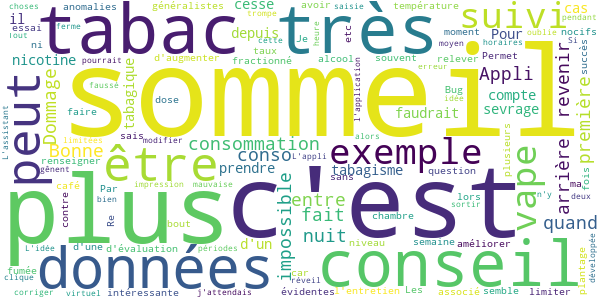 choses
anomalies
généralistes
cesse
avoir
saisie
température
tabac
très
suivi
cas
pendant
il
trompe
essai
etc
moment
Pour
nocifs
tout
ferme
depuis
cette
Je
heure
oublie
Si
ni
taux
moyen
horaires
succès
nicotine
pourrait
d'augmenter
fractionné
alcool
souvent
relever
Permet
erreur
Appli
revenir
première
sommeil
peut
Dommage
tabagique
fausse
dose
l'application
Bug
idée
compte
sevrage
faire
faudrait
L'assistant
limitées
sais
modifier
consommation
alors
plusieurs
Bonne
conso
L'appli
exemple
vape
arrière
renseigner
être
prendre
tabagisme
question
gênent
sans
ma
fois
café
impression
mauvaise
plus
c'est
impossible
entre
lors
sortir
deux
n'y
Par
bien
contre
Re
bout
fait
chambre
quand
L'idée
d'une
d'un
nuit
niveau
semaine
améliorer
données
d'évaluation
périodes
conseil
plantage
développée
fumée
cliqué
car
réveil
l'entretien
Les
corriger
virtuel
intéressante
j'attendais
évidentes
associé
semble
limiter